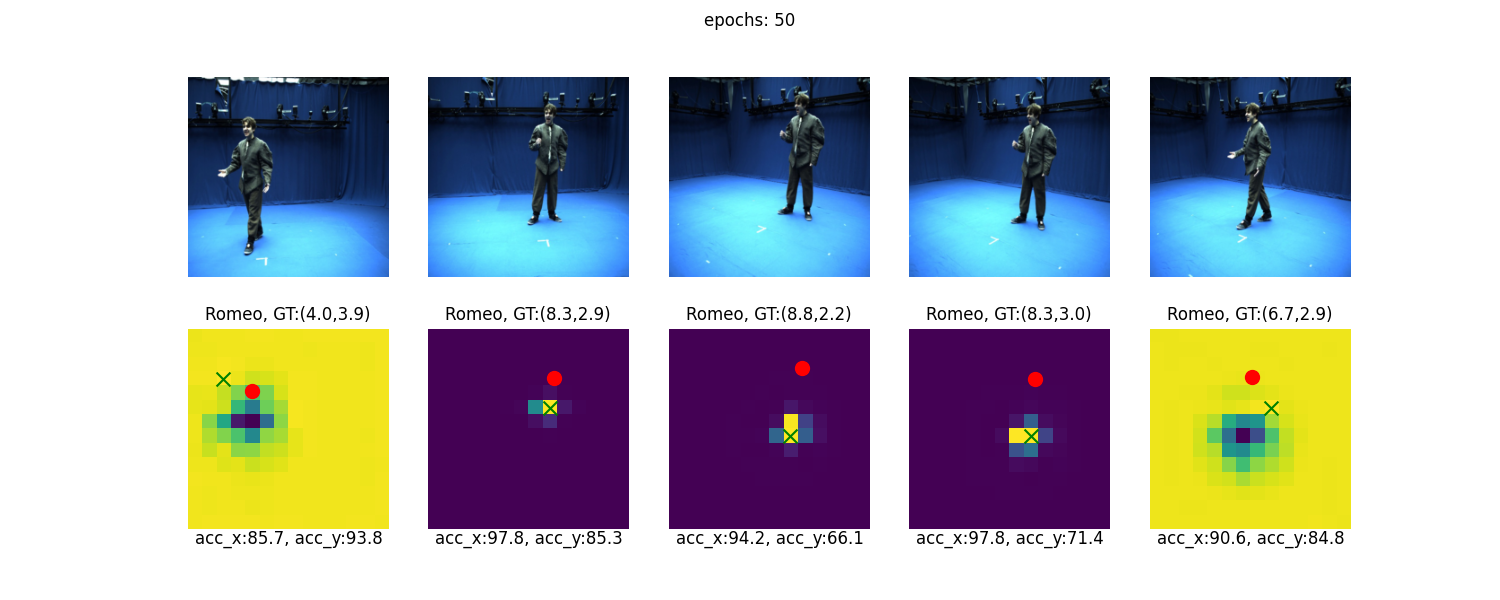 epochs: 50
Romeo, GT:(4.0,3.9)
Romeo, GT:(8.3,2.9)
Romeo, GT:(8.8,2.2)
Romeo, GT:(8.3,3.0)
Romeo, GT:(6.7,2.9)
acc_x:85.7, acc_y:93.8
acc_x:97.8, acc_y:85.3
acc_x:94.2, acc_y:66.1
acc_x:97.8, acc_y:71.4
acc_x:90.6, acc_y:84.8